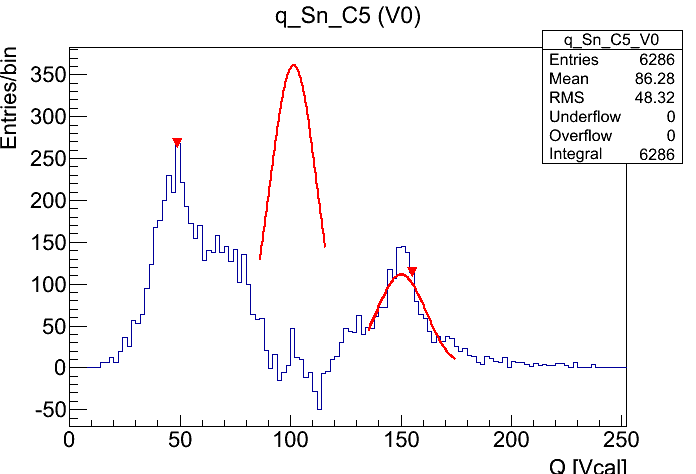 q_Sn_C5 (V0)
Entries/bin
q_Sn_C5_V0
Entries 6286
Mean 86.28
RMS 48.32
Underflow 0
Overflow 0
Integral 6286
350
300
250
200
150
100
50
0
-50
0 50 100 150 200 250
Q [Vcal]